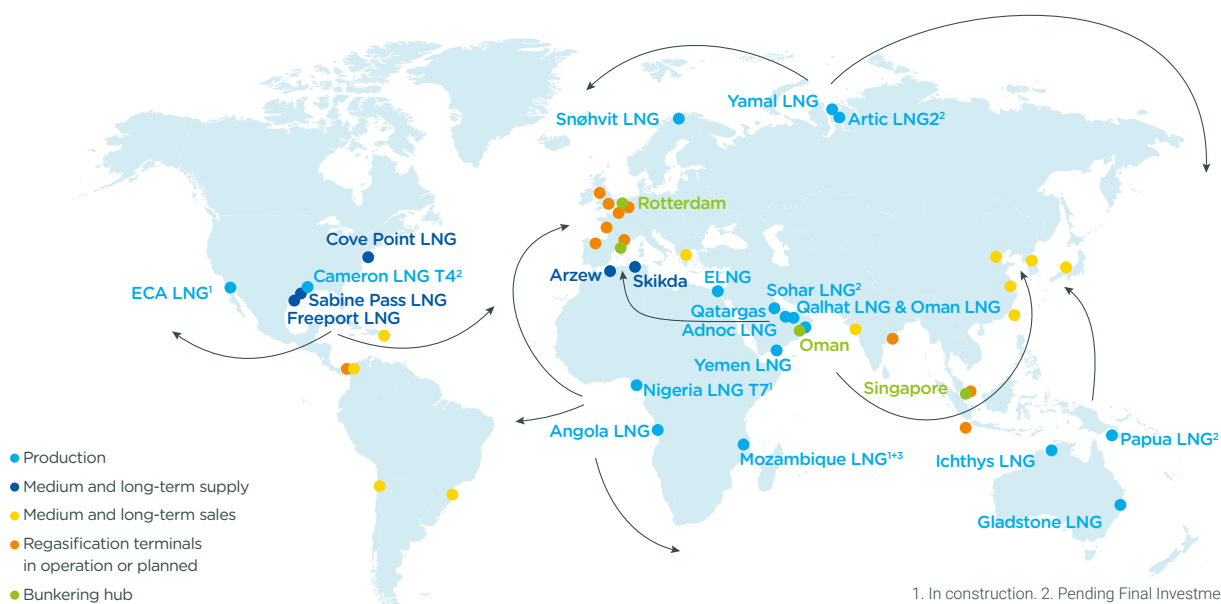 Yamal LNG
Snøhvit LNG
Artic LNG2²
Rotterdam
Cove Point LNG
Cameron LNG T4²
Arzew
Skikda
ELNG
ECA LNG¹
Sabine Pass LNG
Freeport LNG
Sohar LNG²
Qatargas
Qalhat LNG & Oman LNG
Adnoc LNG
Oman
Yemen LNG
Nigeria LNG T7¹
Singapore
Angola LNG
Papua LNG²
Mozambique LNG¹⁺³
Ichthys LNG
Gladstone LNG
Production
Medium and long-term supply
Medium and long-term sales
Regasification terminals
in operation or planned
Bunkering hub
1. In construction. 2. Pending Final Investme